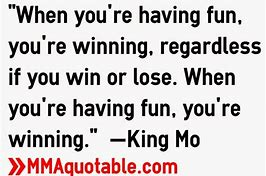 "When you're having fun,
you're winning, regardless
if you win or lose. When
you're having fun, you're
winning."  —King Mo
»MMAquotable.com